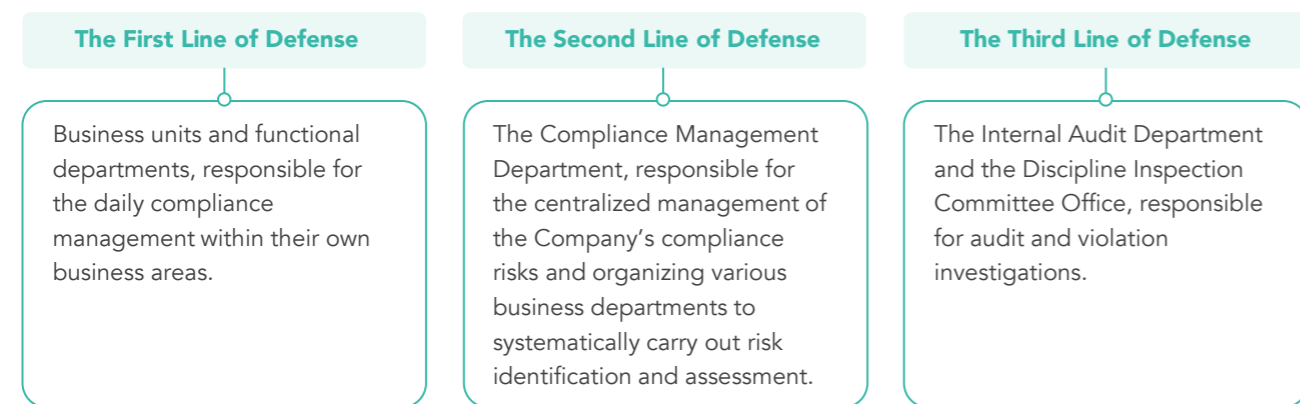 The First Line of Defense
Business units and functional
departments, responsible for
the daily compliance
management within their own
business areas.
The Second Line of Defense
The Compliance Management
Department, responsible for
the centralized management of
the Company’s compliance
risks and organizing various
business departments to
systematically carry out risk
identification and assessment.
The Third Line of Defense
The Internal Audit Department
and the Discipline Inspection
Committee Office, responsible
for audit and violation
investigations.